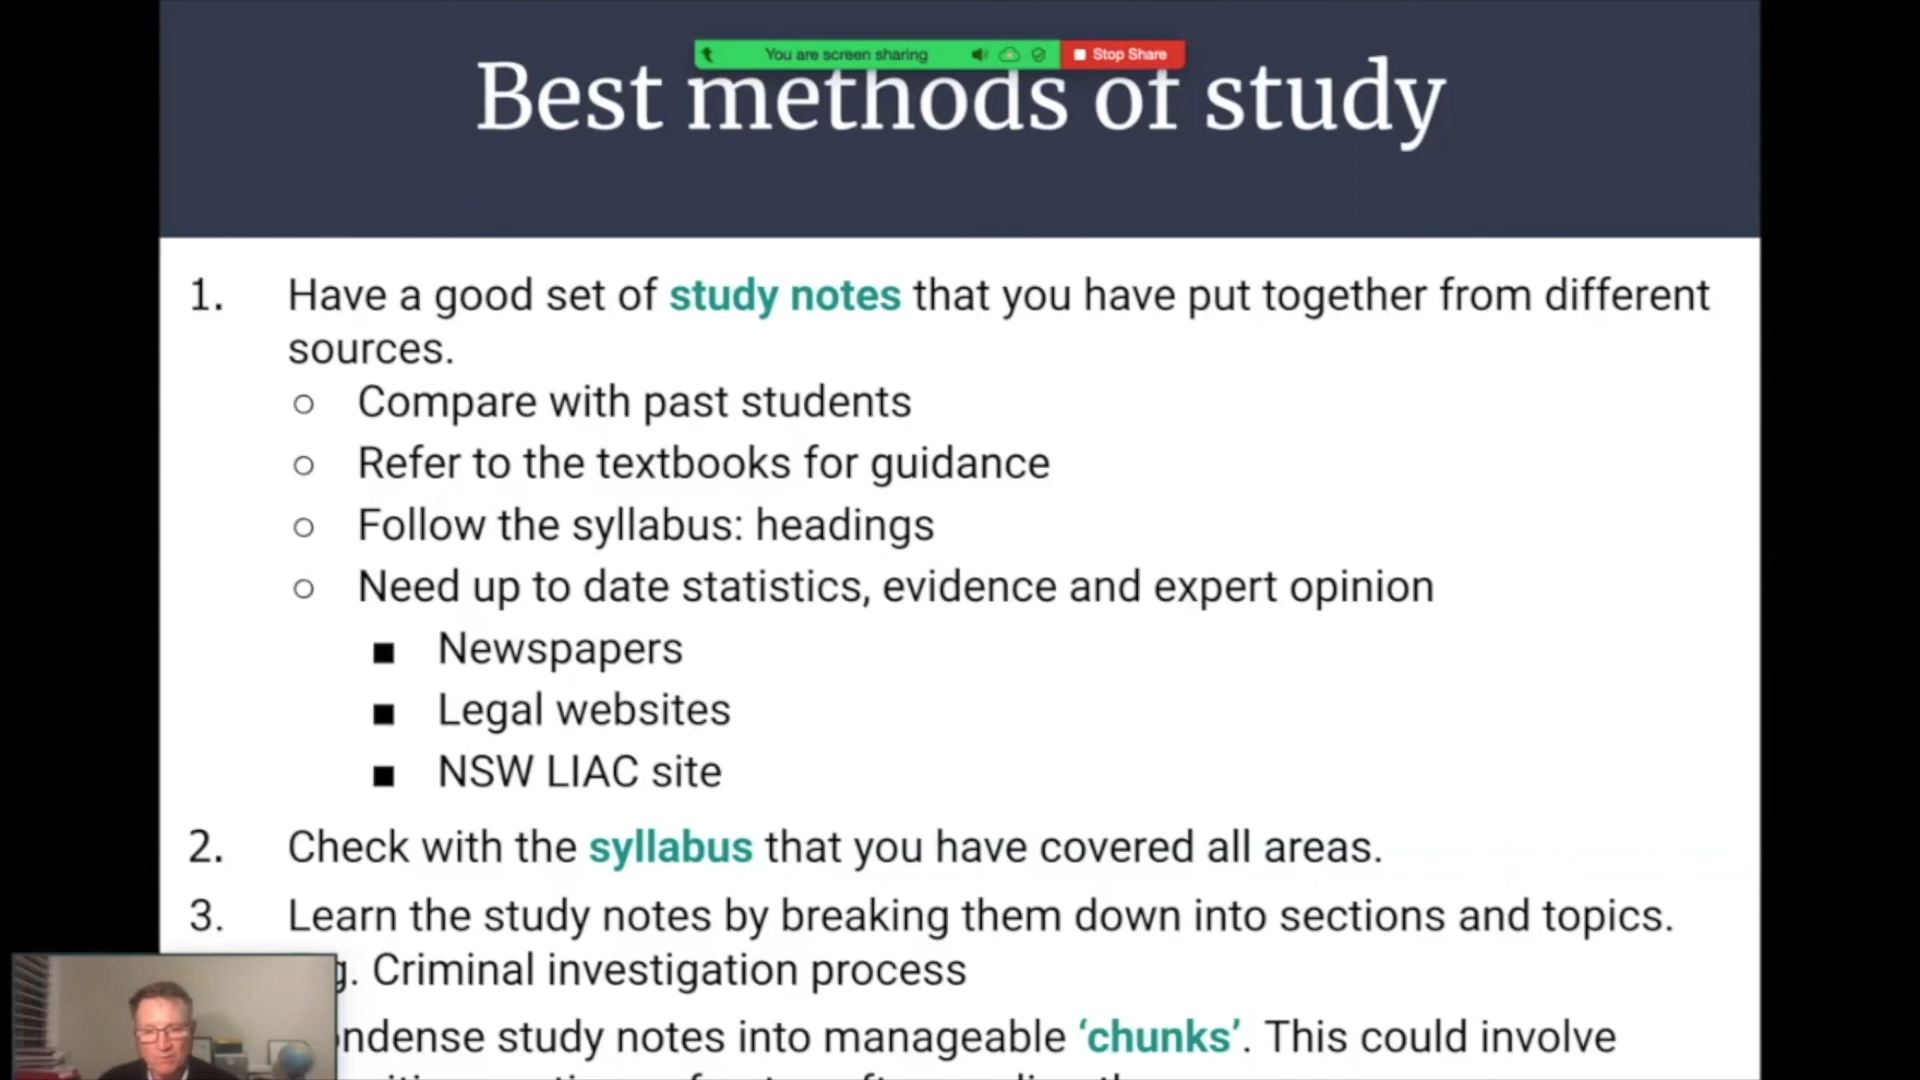 You are screen sharing
Stop Share
Best methods of study
1. Have a good set of study notes that you have put together from different
sources.
○ Compare with past students
○ Refer to the textbooks for guidance
○ Follow the syllabus: headings
○ Need up to date statistics, evidence and expert opinion
■ Newspapers
■ Legal websites
■ NSW LIAC site
2. Check with the syllabus that you have covered all areas.
3. Learn the study notes by breaking them down into sections and topics.
Criminal investigation process
study notes into manageable ‘chunks’. This could involve